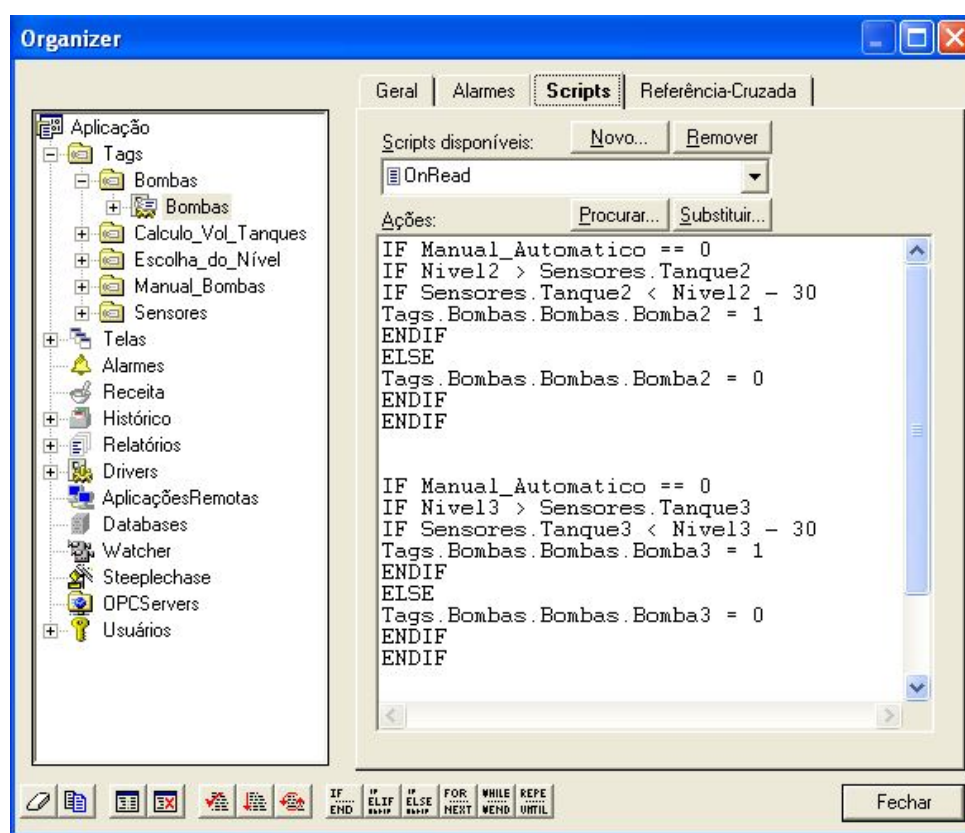 Organizer
Geral
Alarmes
Scripts
Referência-Cruzada
Aplicação
Tags
Bombas
Bombas
Calculo_Vol_Tanques
Escolha_do_Nível
Manual_Bombas
Sensores
Telas
Alarmes
Receita
Histórico
Relatórios
Drivers
AplicaçõesRemotas
Databases
Watcher
Steeplechase
OPCServers
Usuários
Scripts disponíveis:
Novo...
Remover
OnRead
Ações:
Procurar...
Substituir...
IF Manual_Automatico == 0
IF Nivel2 > Sensores.Tanque2
IF Sensores.Tanque2 < Nivel2 - 30
Tags.Bombas.Bombas.Bomba2 = 1
ENDIF
ELSE
Tags.Bombas.Bombas.Bomba2 = 0
ENDIF
ENDIF
IF Manual_Automatico == 0
IF Nivel3 > Sensores.Tanque3
IF Sensores.Tanque3 < Nivel3 - 30
Tags.Bombas.Bombas.Bomba3 = 1
ENDIF
ELSE
Tags.Bombas.Bombas.Bomba3 = 0
ENDIF
ENDIF
IF END
IF ELIF
IF ELSE
FOR NEXT
WHILE WEND
REPE UNTIL
Fechar